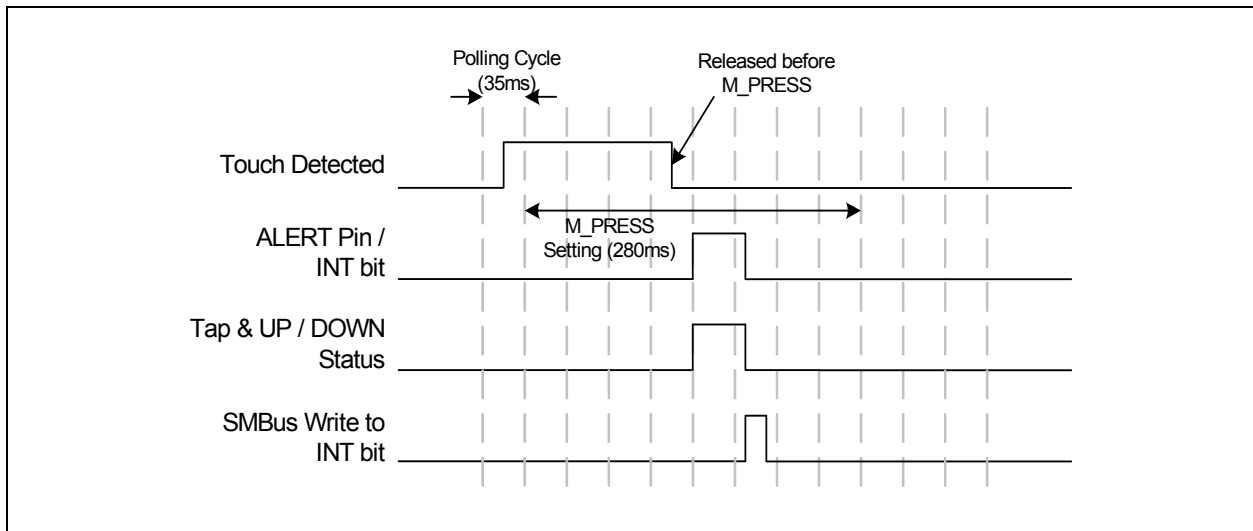 Polling Cycle
(35ms)
Released before
M_PRESS
Touch Detected
M_PRESS
Setting (280ms)
ALERT Pin /
INT bit
Tap & UP / DOWN
Status
SMBus Write to
INT bit